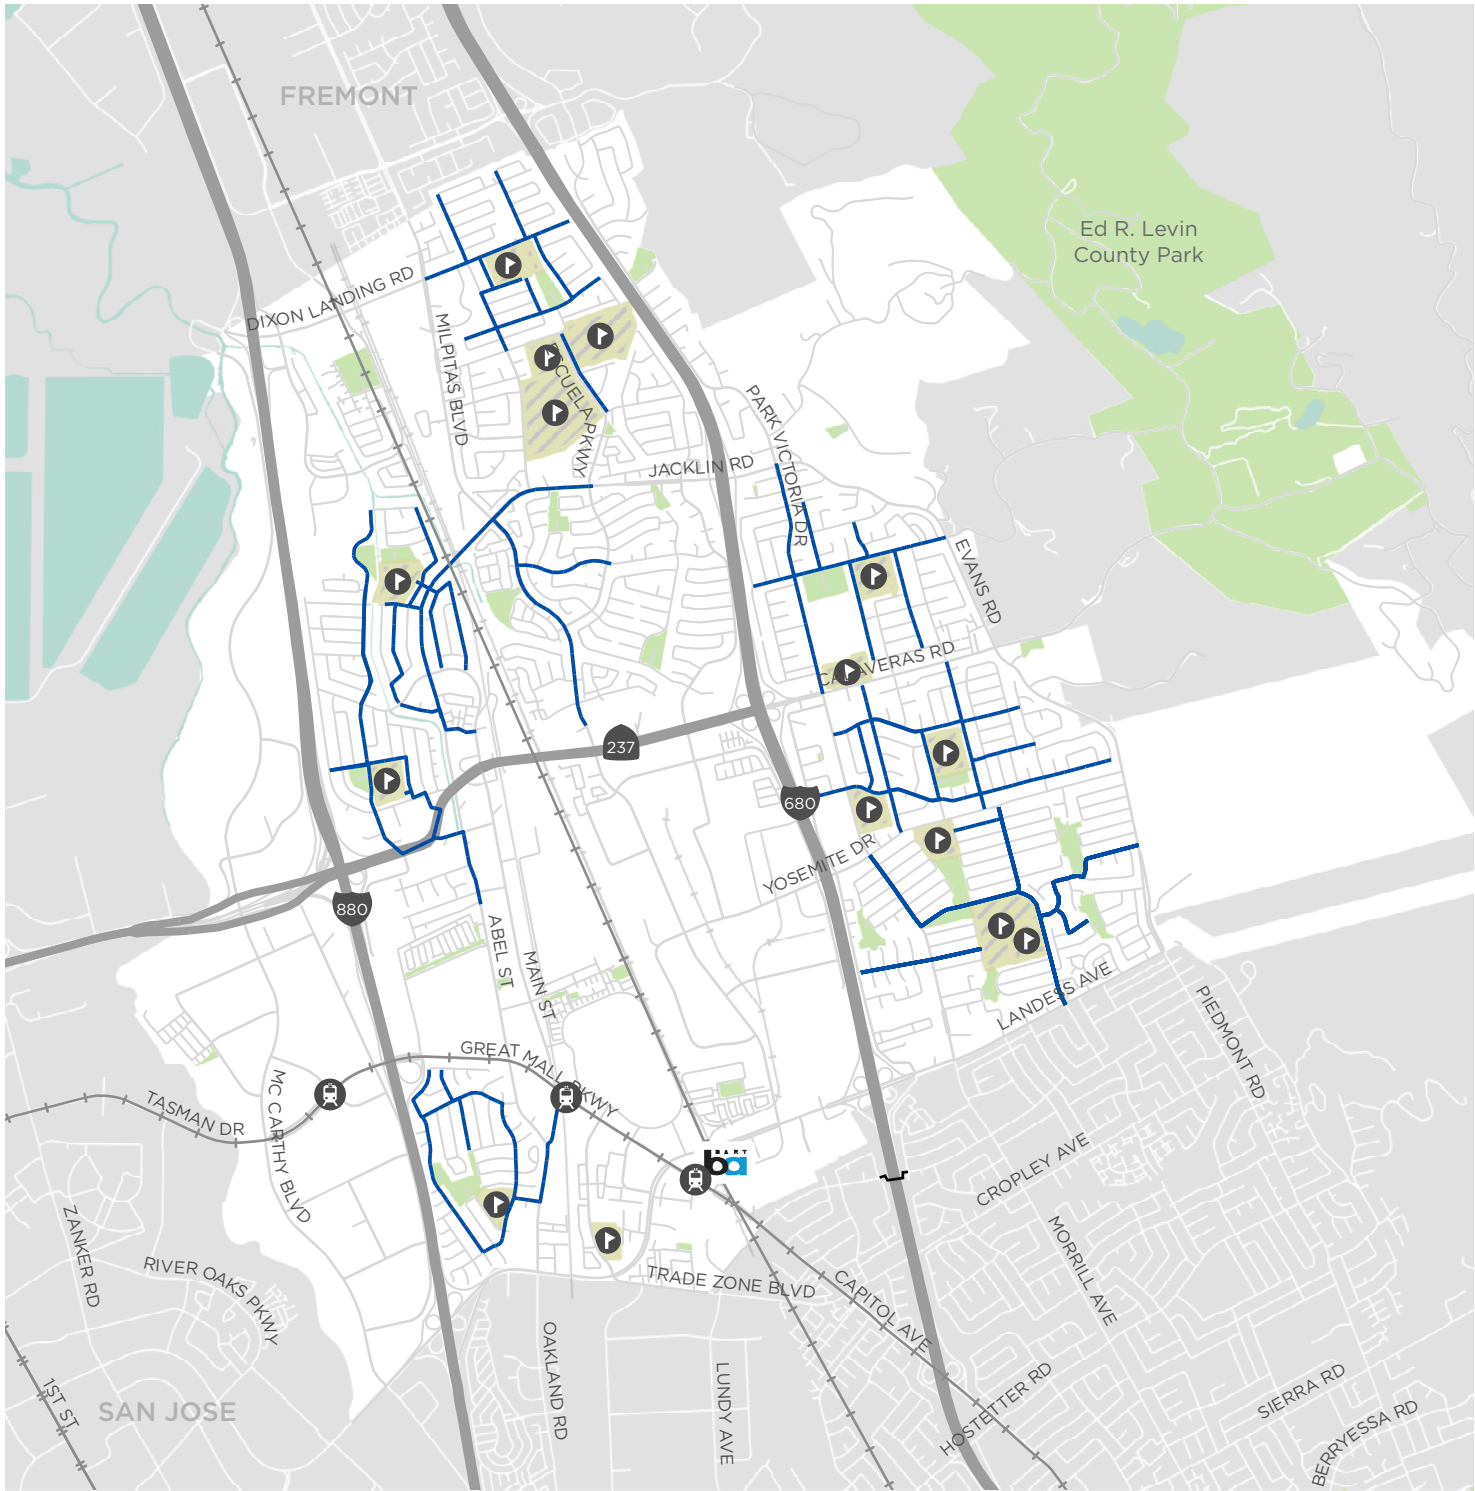 FREMONT
Ed R. Levin
County Park
DIXON LANDING RD
MILPITAS BLVD
ESCUELA PKWY
PARK VICTORIA DR
JACKLIN RD
EVANS RD
CALAVERAS RD
237
680
YOSEMITE DR
880
ABEL ST
MAIN ST
LANDESS AVE
PIEDMONT RD
GREAT MALL PKWY
TASMAN DR
MC CARTHY BLVD
BART
ba
CROPLEY AVE
ZANKER RD
RIVER OAKS PKWY
MORRILL AVE
TRADE ZONE BLVD
CAPITOL AVE
OAKLAND RD
LUNDY AVE
HOSTETTER RD
SIERRA RD
BERRYESSA RD
1ST ST
SAN JOSE